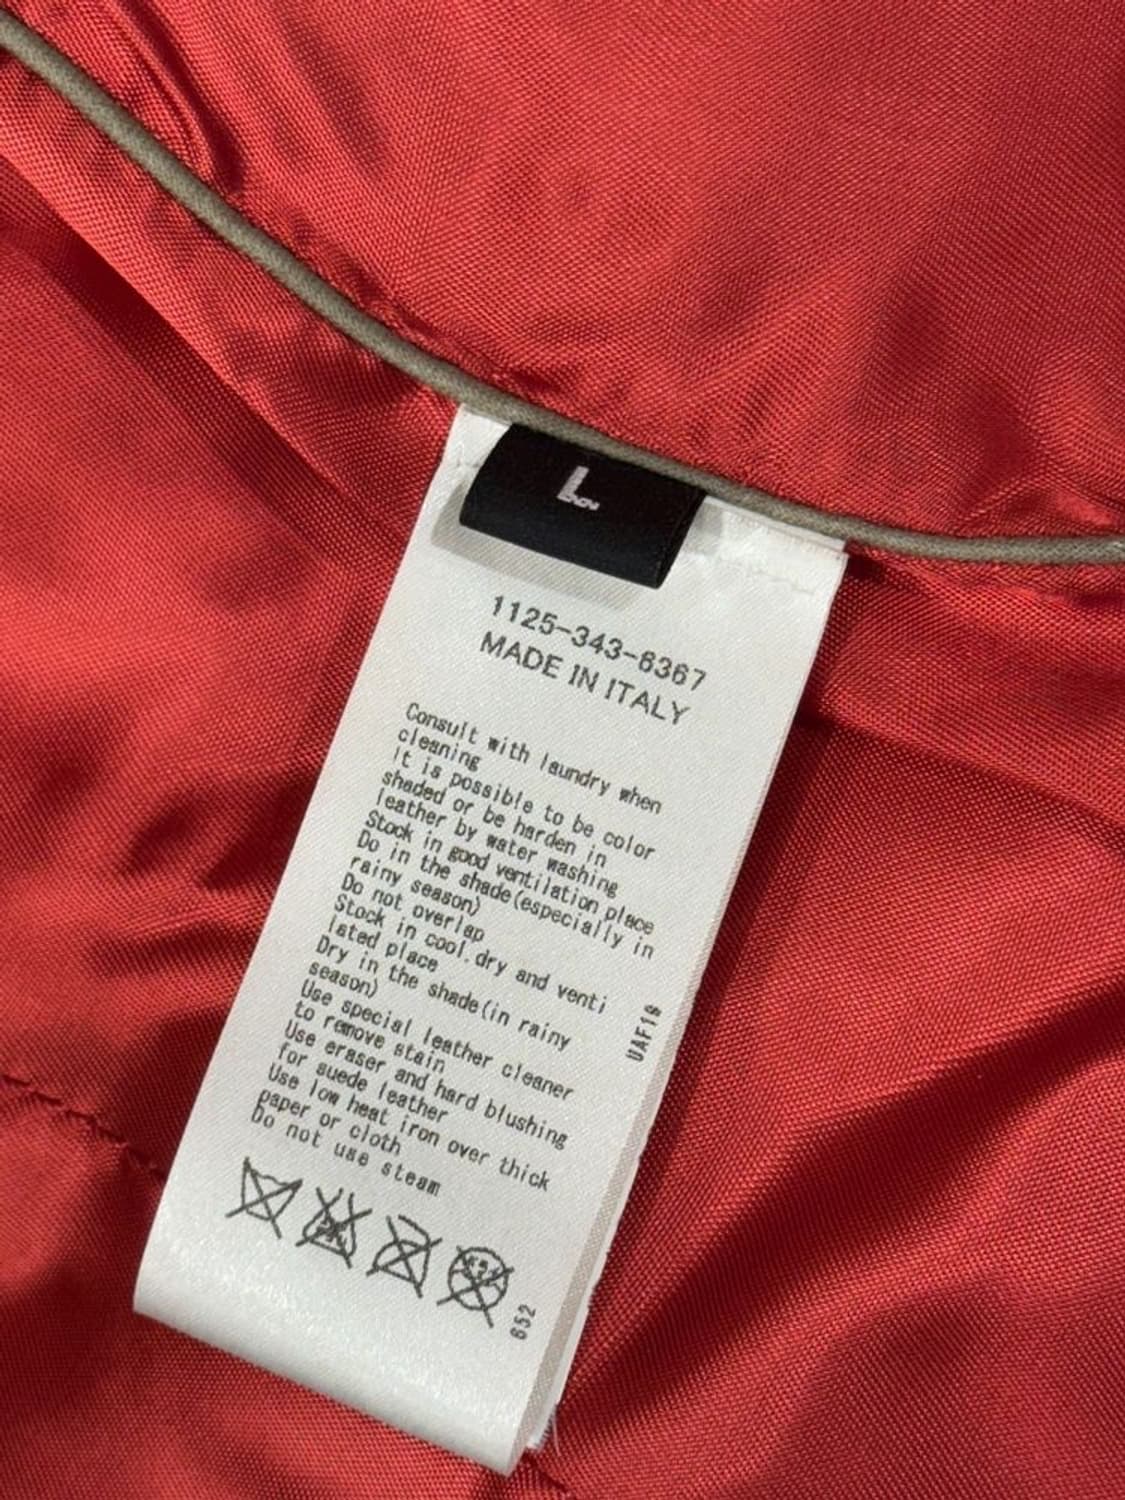 L
1125-343-6367
MADE IN ITALY
Consult with laundry when
cleaning
It is possible to be color
shaded or be harden in
leather by water washing
Stock in good ventilation place
Do in the shade(especially in
rainy season)
Do not overlap
Stock in cool,dry and venti
lated place
Dry in the shade(in rainy
season)
Use special leather cleaner
to remove stain
Use eraser and hard blushing
for suede leather
Use low heat iron over thick
paper or cloth
Do not use steam
UAF18
652